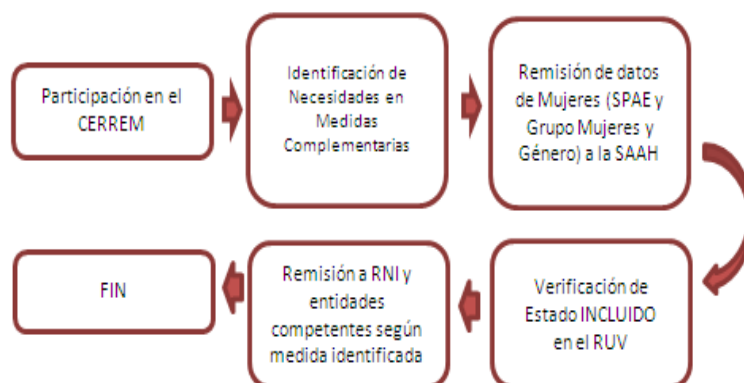 Participación en el
CERREM
Identificación de
Necesidades en
Medidas
Complementarias
Remisión de datos
de Mujeres (SPAE y
Grupo Mujeres y
Género) a la SAAH
Verificación de
Estado INCLUIDO
en el RUV
Remisión a RNI y
entidades
competentes según
medida identificada
FIN